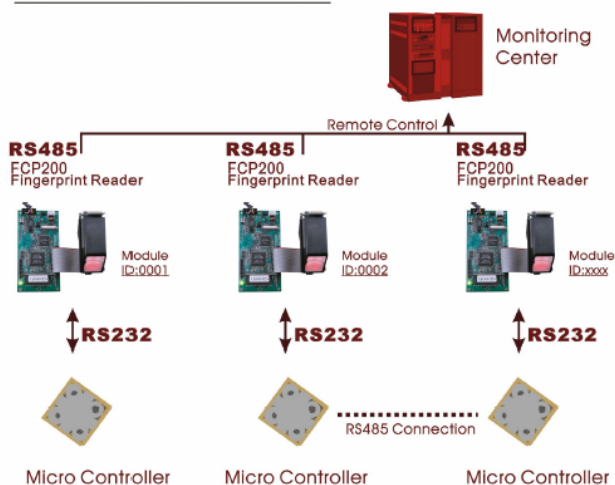 Monitoring
Center
Remote Control
RS485
FCP200
Fingerprint Reader
Module
ID:0001
RS232
Micro Controller
RS485
FCP200
Fingerprint Reader
Module
ID:0002
RS232
Micro Controller
RS485
FCP200
Fingerprint Reader
Module
ID:xxxx
RS232
Micro Controller
RS485 Connection